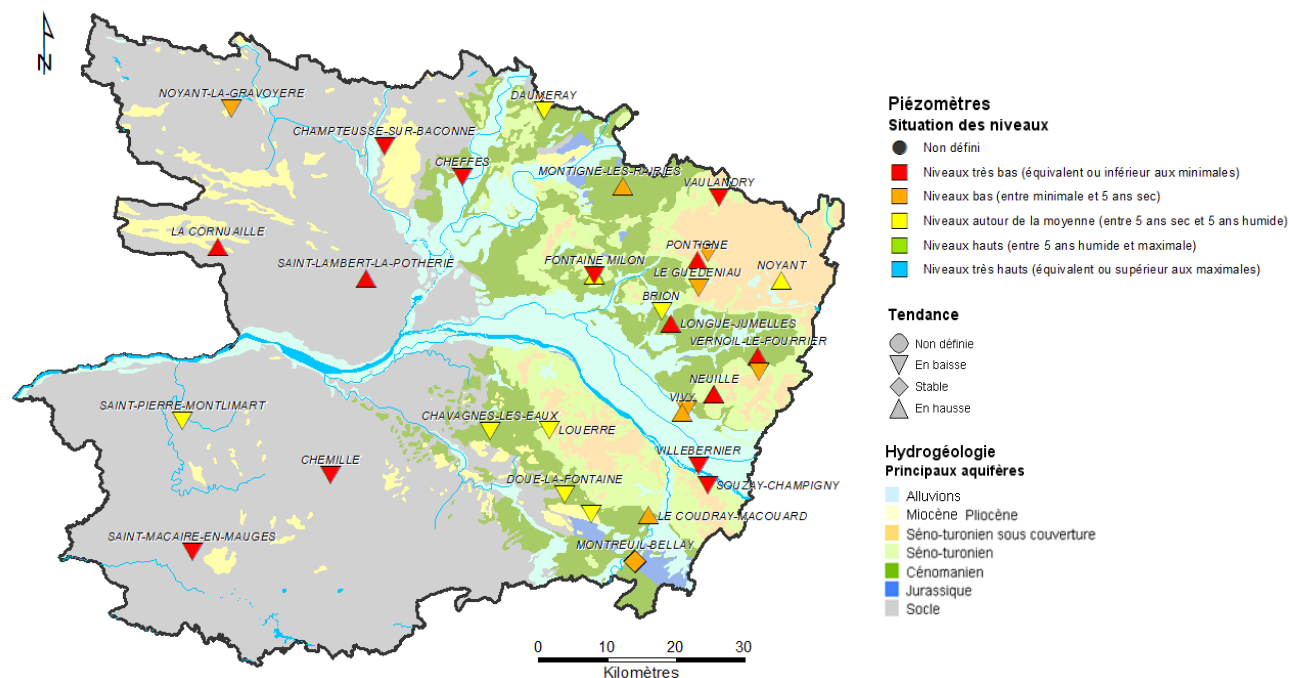 N
NOYANT-LA-GRAVOYERE
DAUMERAY
CHAMPTEUSSE-SUR-BACONNE
CHEFFES
MONTIGNE-LES-RAIRIES
VAULANDRY
LA CORNUAILLE
SAINT-LAMBERT-LA-POTHERIE
PONTIGNE
FONTAINE MILON
LE GUEDENIAU
NOYANT
BRION
LONGUE-JUMELLES
VERNOIL-LE-FOURRIER
NEUILLE
VIVY
SAINT-PIERRE-MONTLIMART
CHAVAGNES-LES-EAUX
LOUERRE
CHEMILLE
VILLEBERNIER
SOUZAY-CHAMPIGNY
DOUE-LA-FONTAINE
LE COUDRAY-MACOUARD
SAINT-MACAIRE-EN-MAUGES
MONTREUIL-BELLAY
0 10 20 30
Kilomètres
Piézomètres
Situation des niveaux
Non défini
Niveaux très bas (équivalent ou inférieur aux minimales)
Niveaux bas (entre minimale et 5 ans sec)
Niveaux autour de la moyenne (entre 5 ans sec et 5 ans humide)
Niveaux hauts (entre 5 ans humide et maximale)
Niveaux très hauts (équivalent ou supérieur aux maximales)
Tendance
Non définie
En baisse
Stable
En hausse
Hydrogéologie
Principaux aquifères
Alluvions
Miocène Pliocène
Séno-turonien sous couverture
Séno-turonien
Cénomanien
Jurassique
Socle